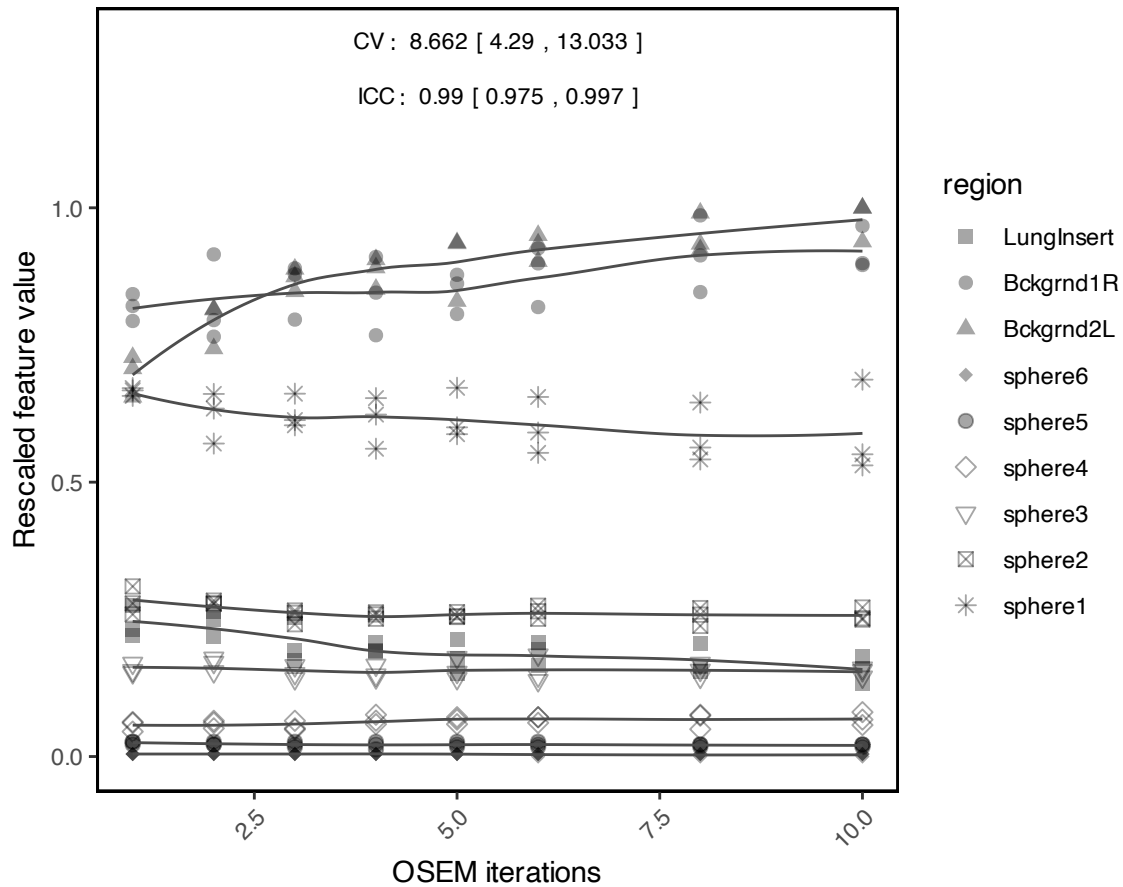 CV : 8.662 [ 4.29 , 13.033 ]
ICC : 0.99 [ 0.975 , 0.997 ]
1.0
0.5
0.0
Rescaled feature value
2.5
5.0
7.5
10.0
OSEM iterations
region
LungInsert
Bckgrnd1R
Bckgrnd2L
sphere6
sphere5
sphere4
sphere3
sphere2
sphere1